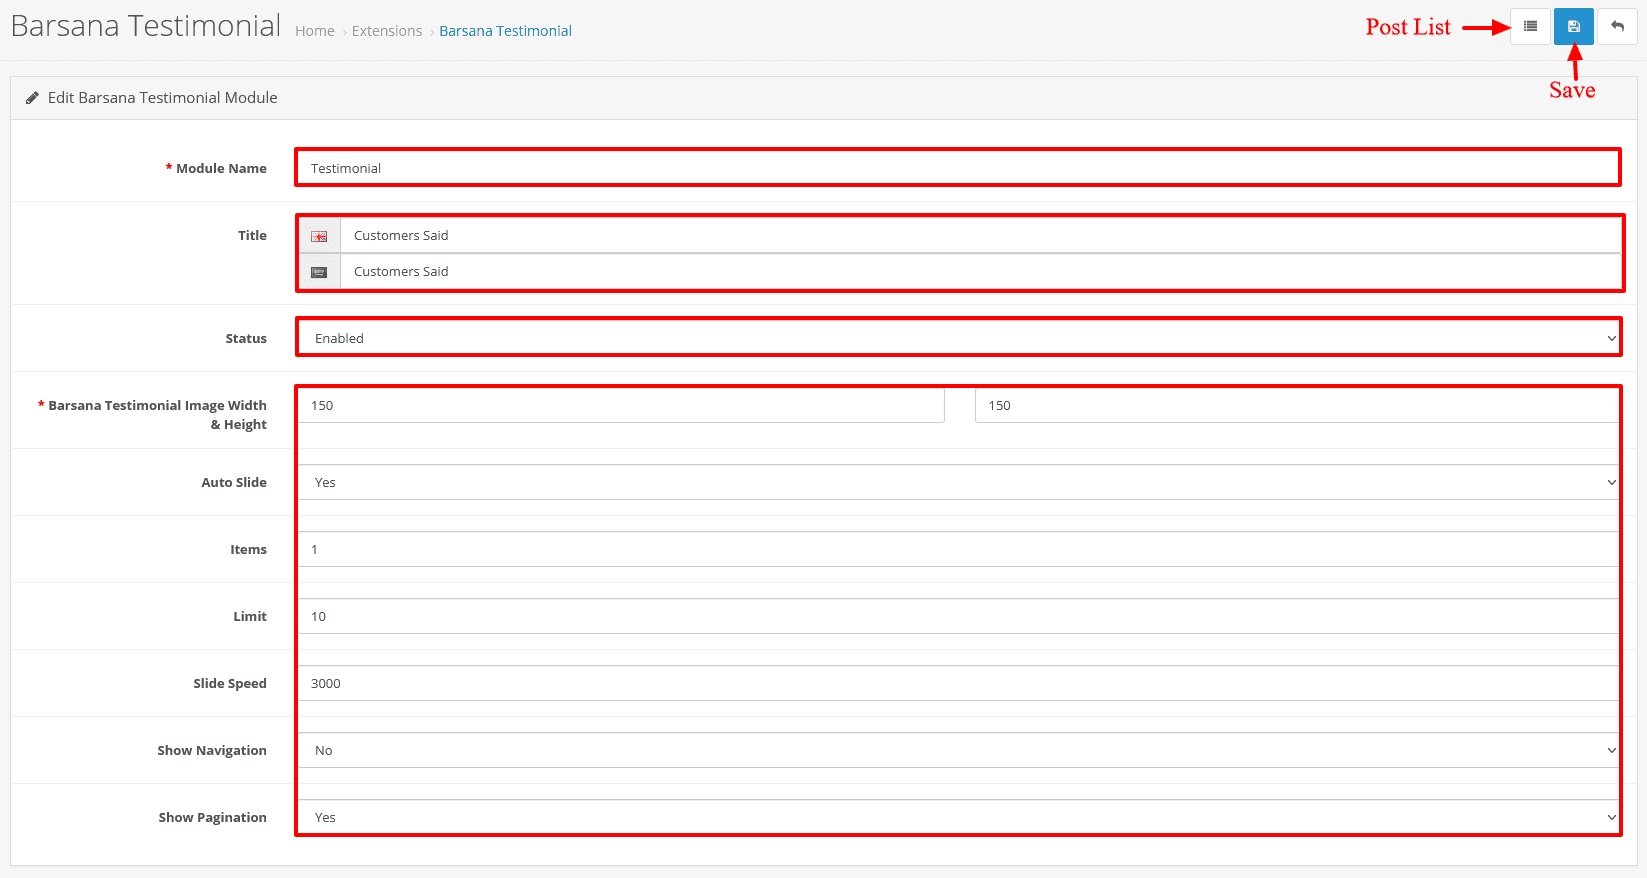 Barsana Testimonial
Home › Extensions › Barsana Testimonial
Post List
Save
Edit Barsana Testimonial Module
* Module Name
Testimonial
Title
Customers Said
Customers Said
Status
Enabled
* Barsana Testimonial Image Width
& Height
150
150
Auto Slide
Yes
Items
1
Limit
10
Slide Speed
3000
Show Navigation
No
Show Pagination
Yes